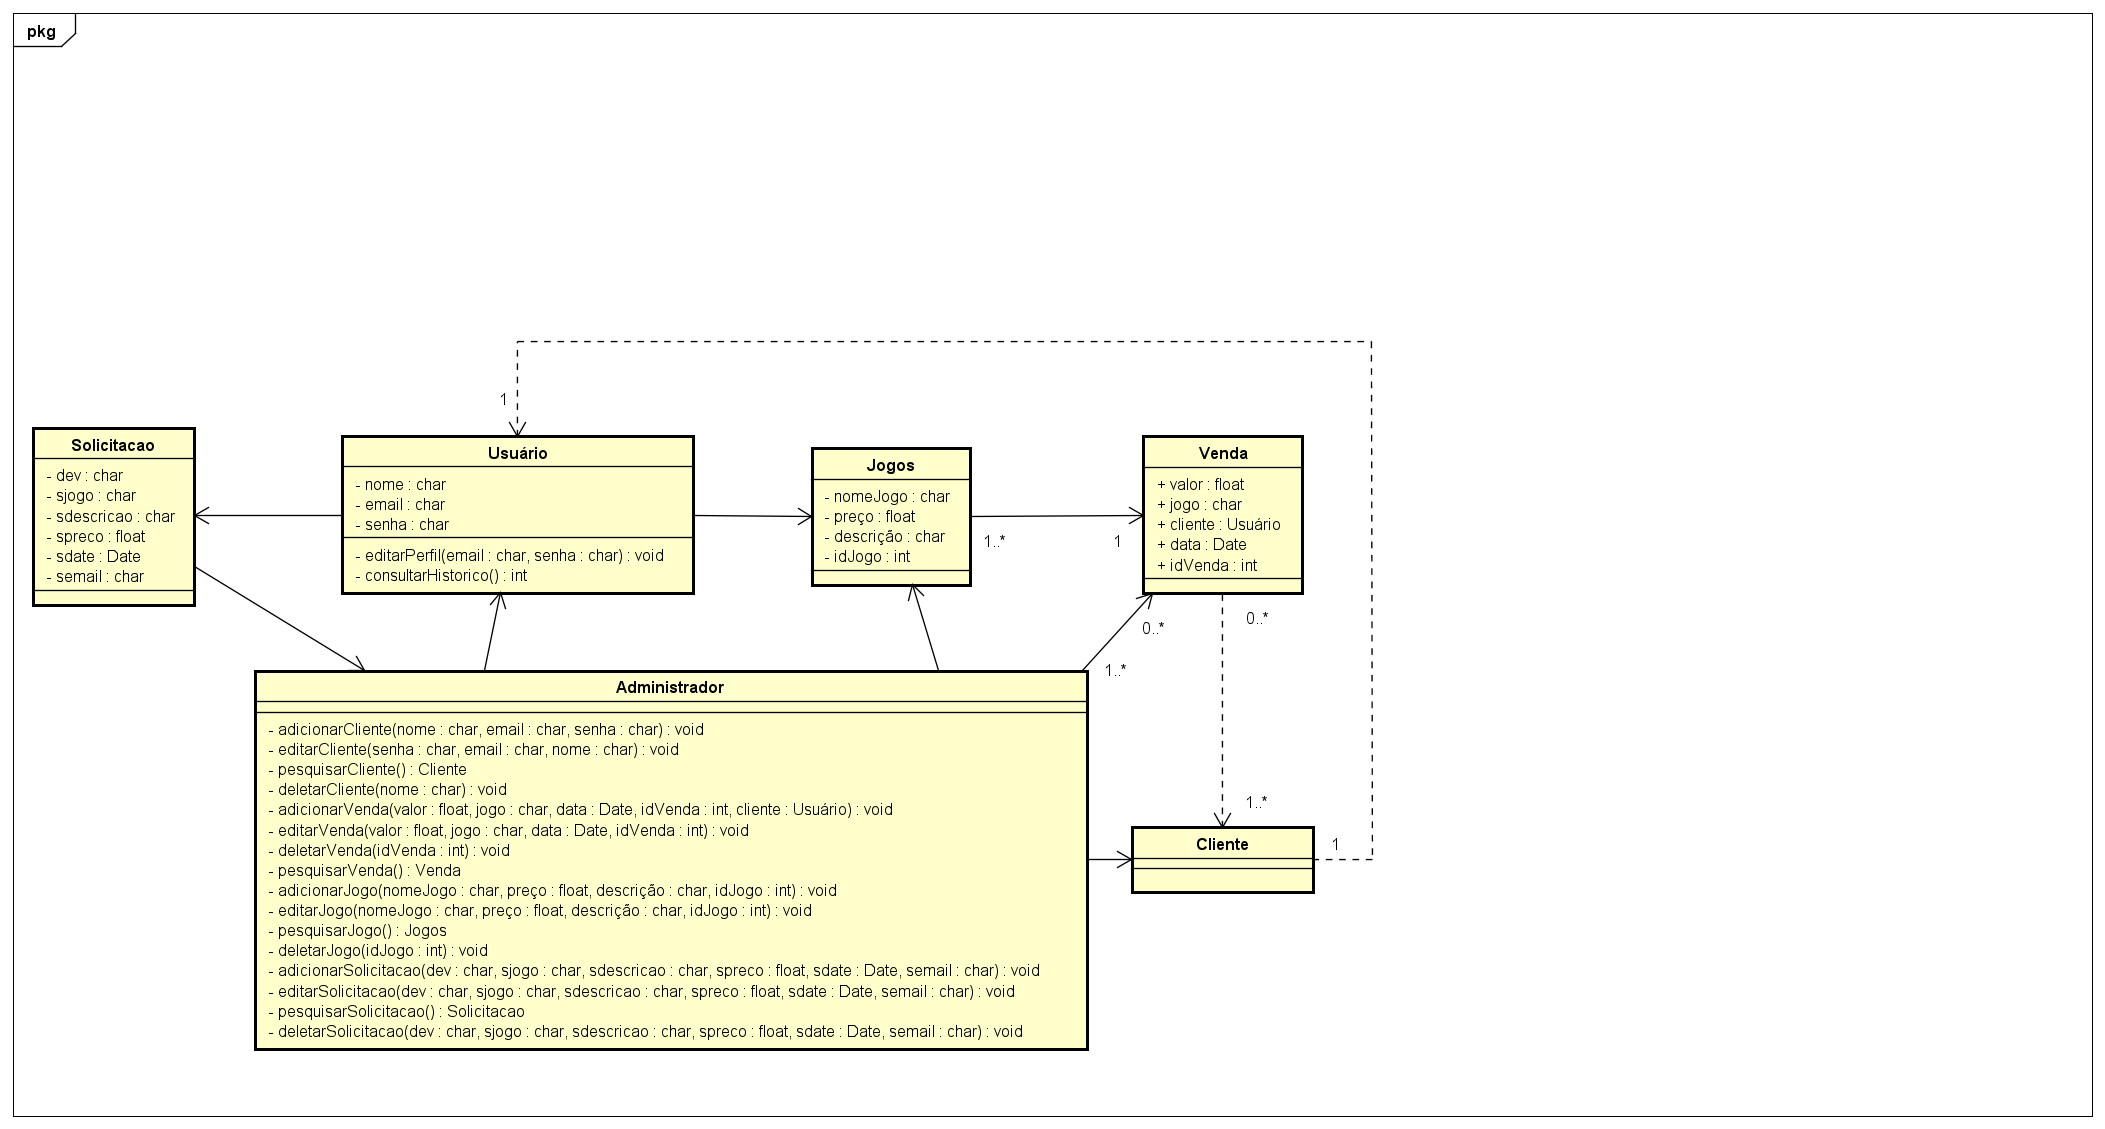 pkg
1
Solicitacao
- dev : char
- sjogo : char
- sdescricao : char
- spreco : float
- sdate : Date
- semail : char
Usuário
- nome : char
- email : char
- senha : char
- editarPerfil(email : char, senha : char) : void
- consultarHistorico() : int
Jogos
- nomeJogo : char
- preço : float
- descrição : char
- idJogo : int
1..*
1
Venda
+ valor : float
+ jogo : char
+ cliente : Usuário
+ data : Date
+ idVenda : int
0..*
0..*
1..*
1..*
Administrador
- adicionarCliente(nome : char, email : char, senha : char) : void
- editarCliente(senha : char, email : char, nome : char) : void
- pesquisarCliente() : Cliente
- deletarCliente(nome : char) : void
- adicionarVenda(valor : float, jogo : char, data : Date, idVenda : int, cliente : Usuário) : void
- editarVenda(valor : float, jogo : char, data : Date, idVenda : int) : void
- deletarVenda(idVenda : int) : void
- pesquisarVenda() : Venda
- adicionarJogo(nomeJogo : char, preço : float, descrição : char, idJogo : int) : void
- editarJogo(nomeJogo : char, preço : float, descrição : char, idJogo : int) : void
- pesquisarJogo() : Jogos
- deletarJogo(idJogo : int) : void
- adicionarSolicitacao(dev : char, sjogo : char, sdescricao : char, spreco : float, sdate : Date, semail : char) : void
- editarSolicitacao(dev : char, sjogo : char, sdescricao : char, spreco : float, sdate : Date, semail : char) : void
- pesquisarSolicitacao() : Solicitacao
- deletarSolicitacao(dev : char, sjogo : char, sdescricao : char, spreco : float, sdate : Date, semail : char) : void
Cliente
1